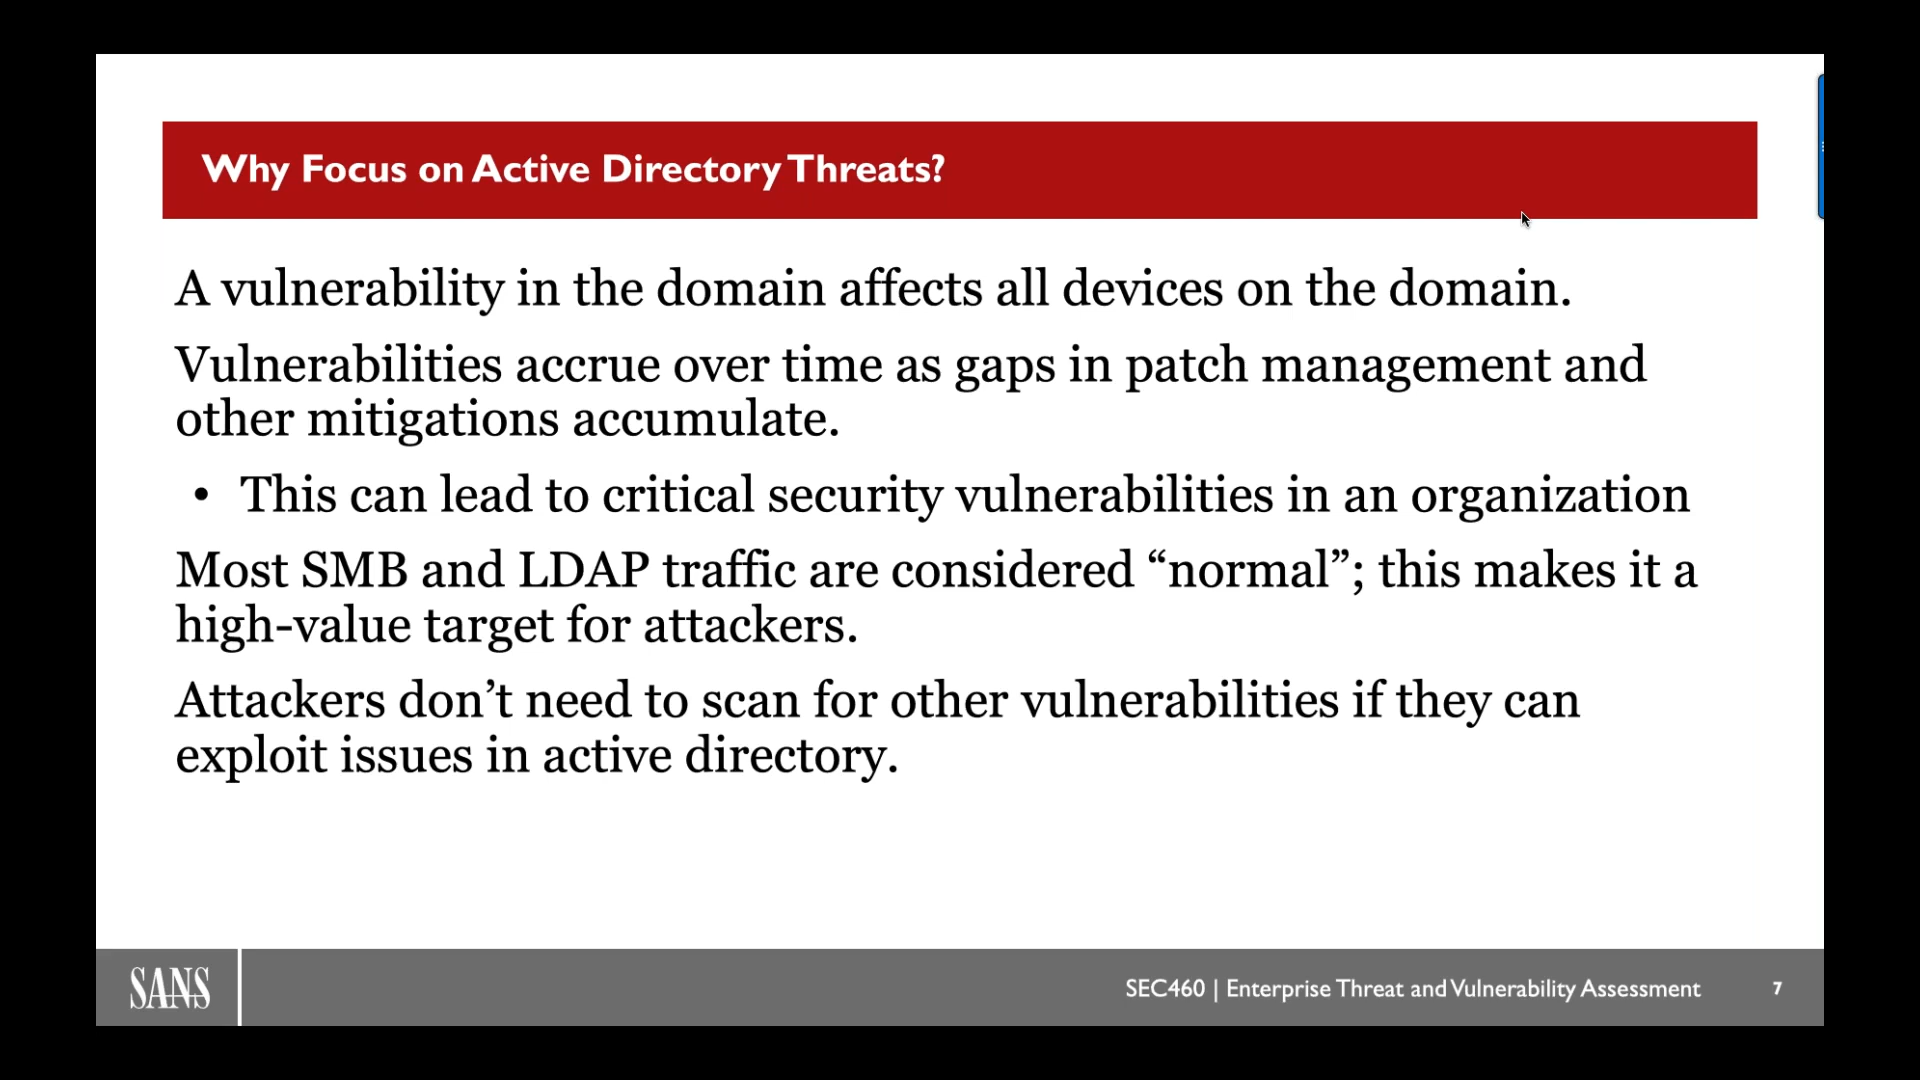 Why Focus on Active Directory Threats?
A vulnerability in the domain affects all devices on the domain.
Vulnerabilities accrue over time as gaps in patch management and
other mitigations accumulate.
• This can lead to critical security vulnerabilities in an organization
Most SMB and LDAP traffic are considered “normal”; this makes it a
high-value target for attackers.
Attackers don’t need to scan for other vulnerabilities if they can
exploit issues in active directory.
SANS
SEC460 | Enterprise Threat and Vulnerability Assessment 7